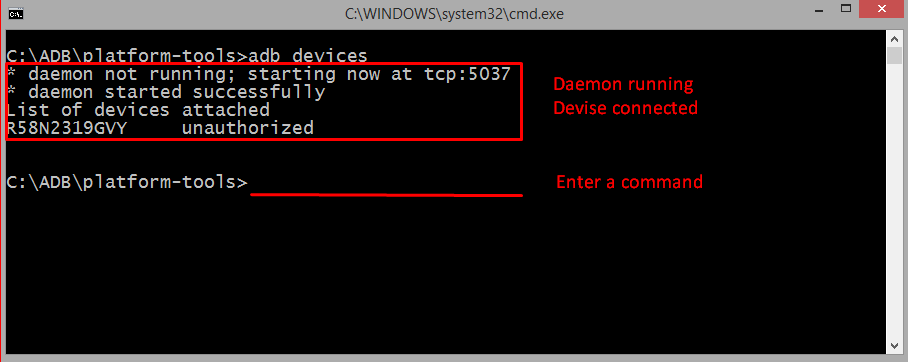 C:\WINDOWS\system32\cmd.exe
C:\ADB\platform-tools>adb devices
* daemon not running; starting now at tcp:5037
* daemon started successfully
List of devices attached
R58N2319GVY     unauthorized
Daemon running
Devise connected
C:\ADB\platform-tools>
Enter a command